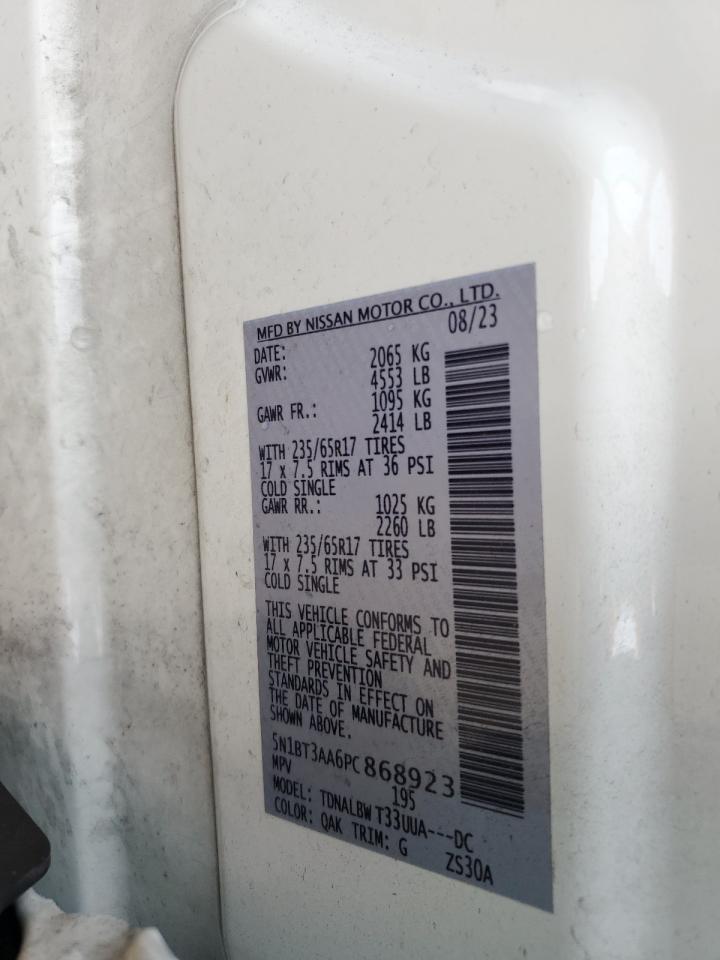 MFD BY NISSAN MOTOR CO., LTD.
DATE: 08/23
GVWR: 2065 KG
4553 LB
GAWR FR.: 1095 KG
2414 LB
WITH 235/65R17 TIRES
17 x 7.5 RIMS AT 36 PSI
COLD SINGLE
GAWR RR.: 1025 KG
2260 LB
WITH 235/65R17 TIRES
17 x 7.5 RIMS AT 33 PSI
COLD SINGLE
THIS VEHICLE CONFORMS TO
ALL APPLICABLE FEDERAL
MOTOR VEHICLE SAFETY AND
THEFT PREVENTION
STANDARDS IN EFFECT ON
THE DATE OF MANUFACTURE
SHOWN ABOVE.
5N1BT3AA6PC868923
MPV 195
MODEL: TDNALBW T33UUA---DC
COLOR: QAK TRIM: G ZS30A